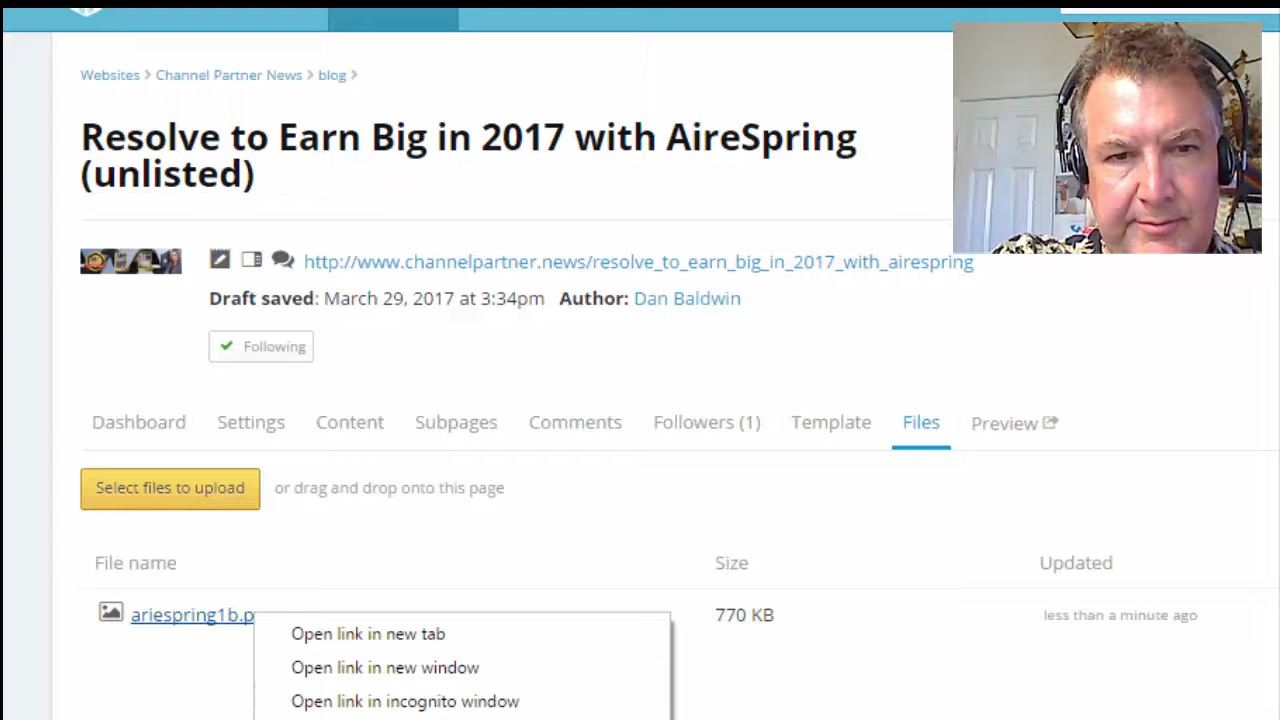 Websites > Channel Partner News > blog >
Resolve to Earn Big in 2017 with AireSpring
(unlisted)
http://www.channelpartner.news/resolve_to_earn_big_in_2017_with_airespring
Draft saved: March 29, 2017 at 3:34pm Author: Dan Baldwin
Following
Dashboard Settings Content Subpages Comments Followers (1) Template Files Preview
Select files to upload or drag and drop onto this page
File name Size Updated
ariespring1b.p 770 KB less than a minute ago
Open link in new tab
Open link in new window
Open link in incognito window